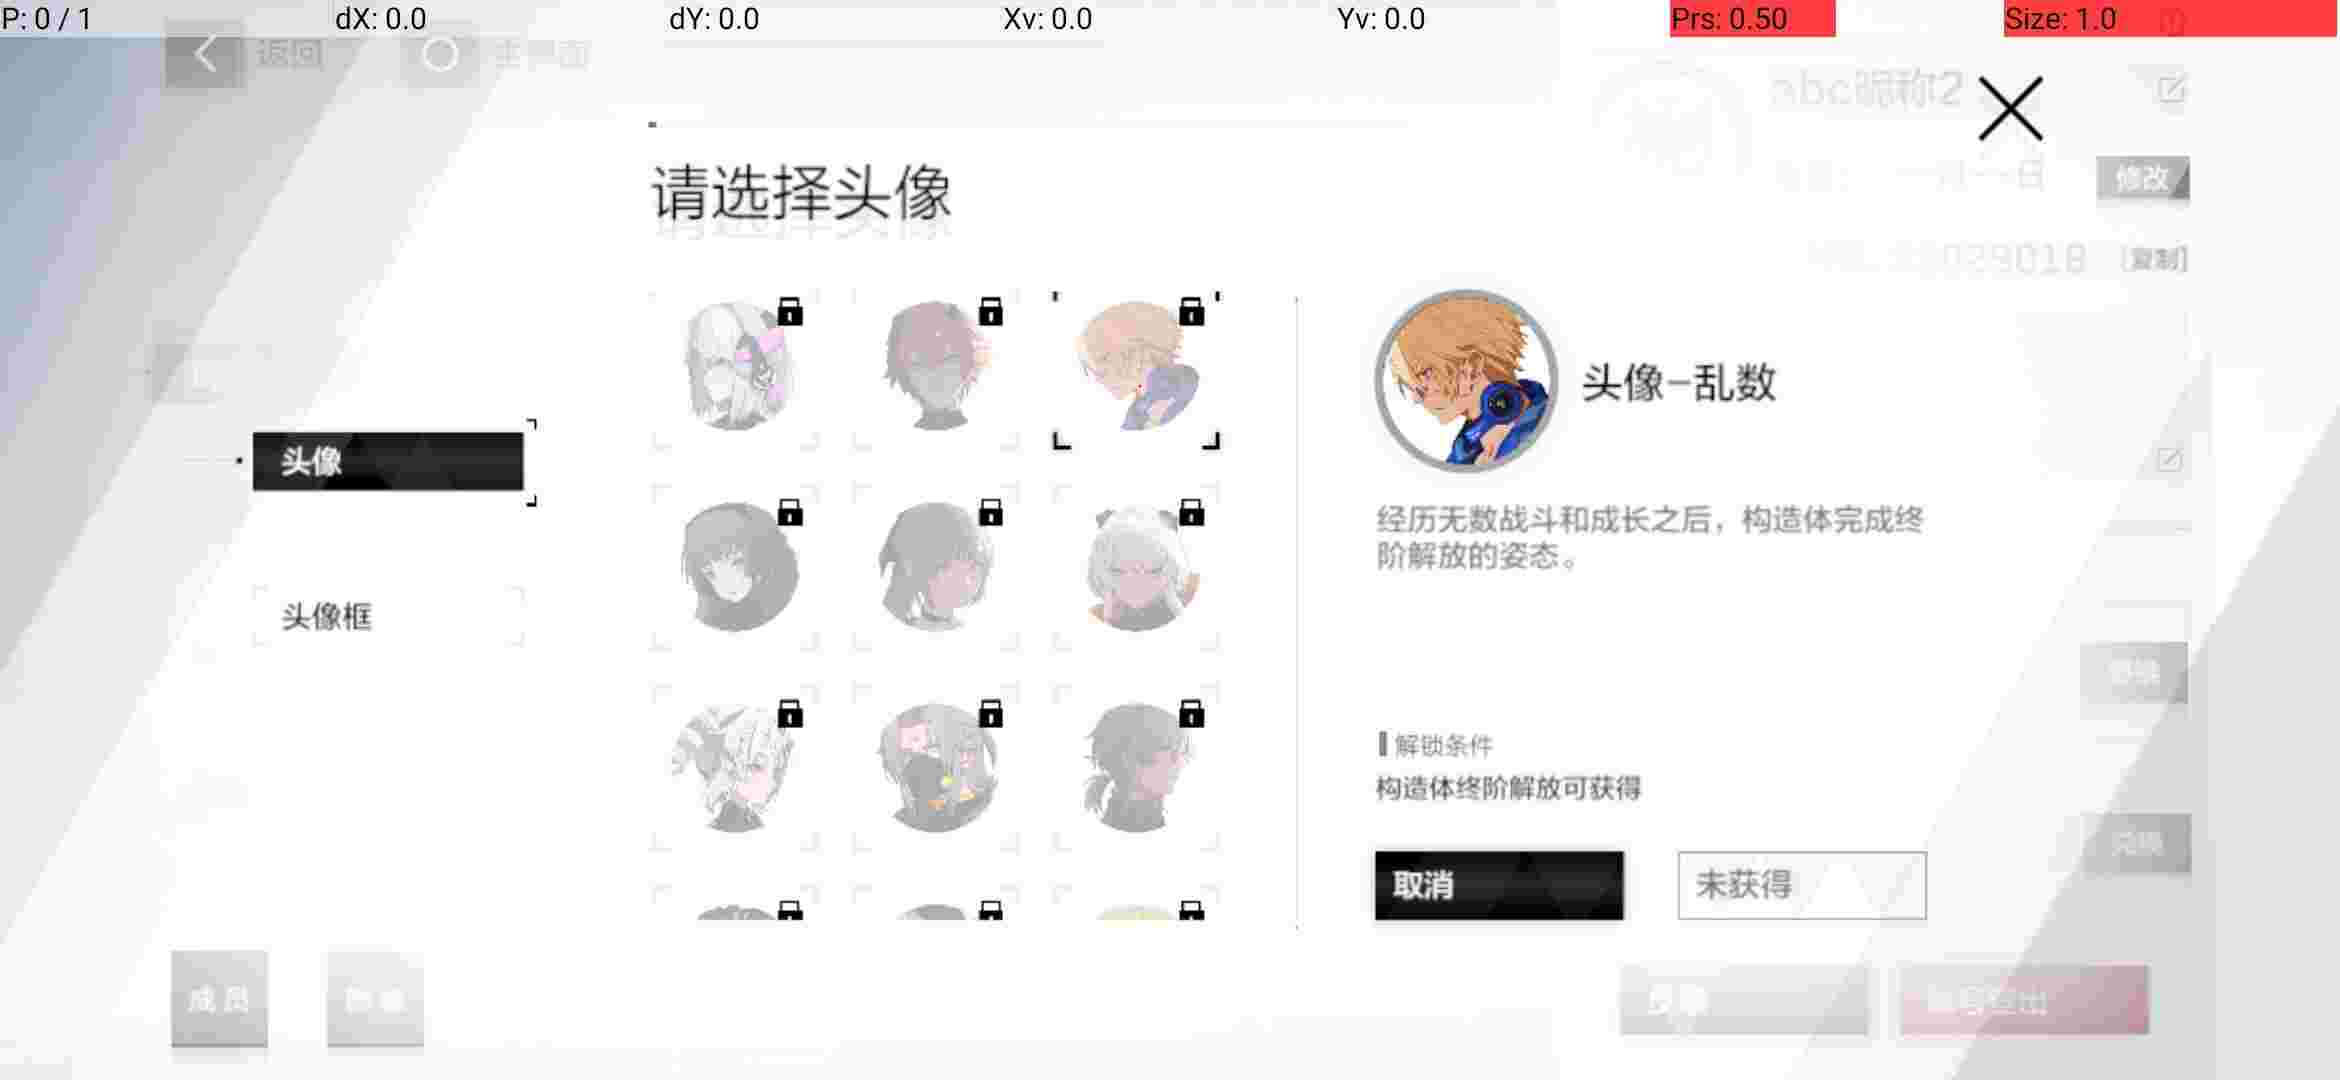 P: 0 / 1
dX: 0.0
dY: 0.0
Xv: 0.0
Yv: 0.0
Prs: 0.50
Size: 1.0
返回
主界面
abc昵称2
修改
请选择头像
[复制]
头像
头像框
头像-乱数
经历无数战斗和成长之后，构造体完成终
阶解放的姿态。
解锁条件
构造体终阶解放可获得
取消
未获得
成员